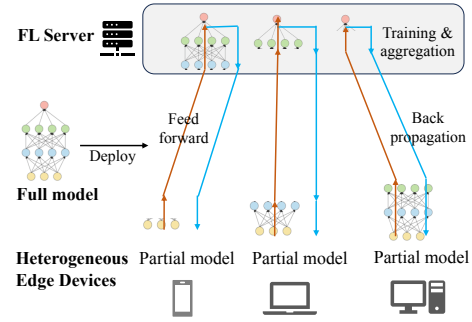 FL Server
Training &
aggregation
Feed
forward
Back
propagation
Deploy
Full model
Heterogeneous
Edge Devices
Partial model
Partial model
Partial model